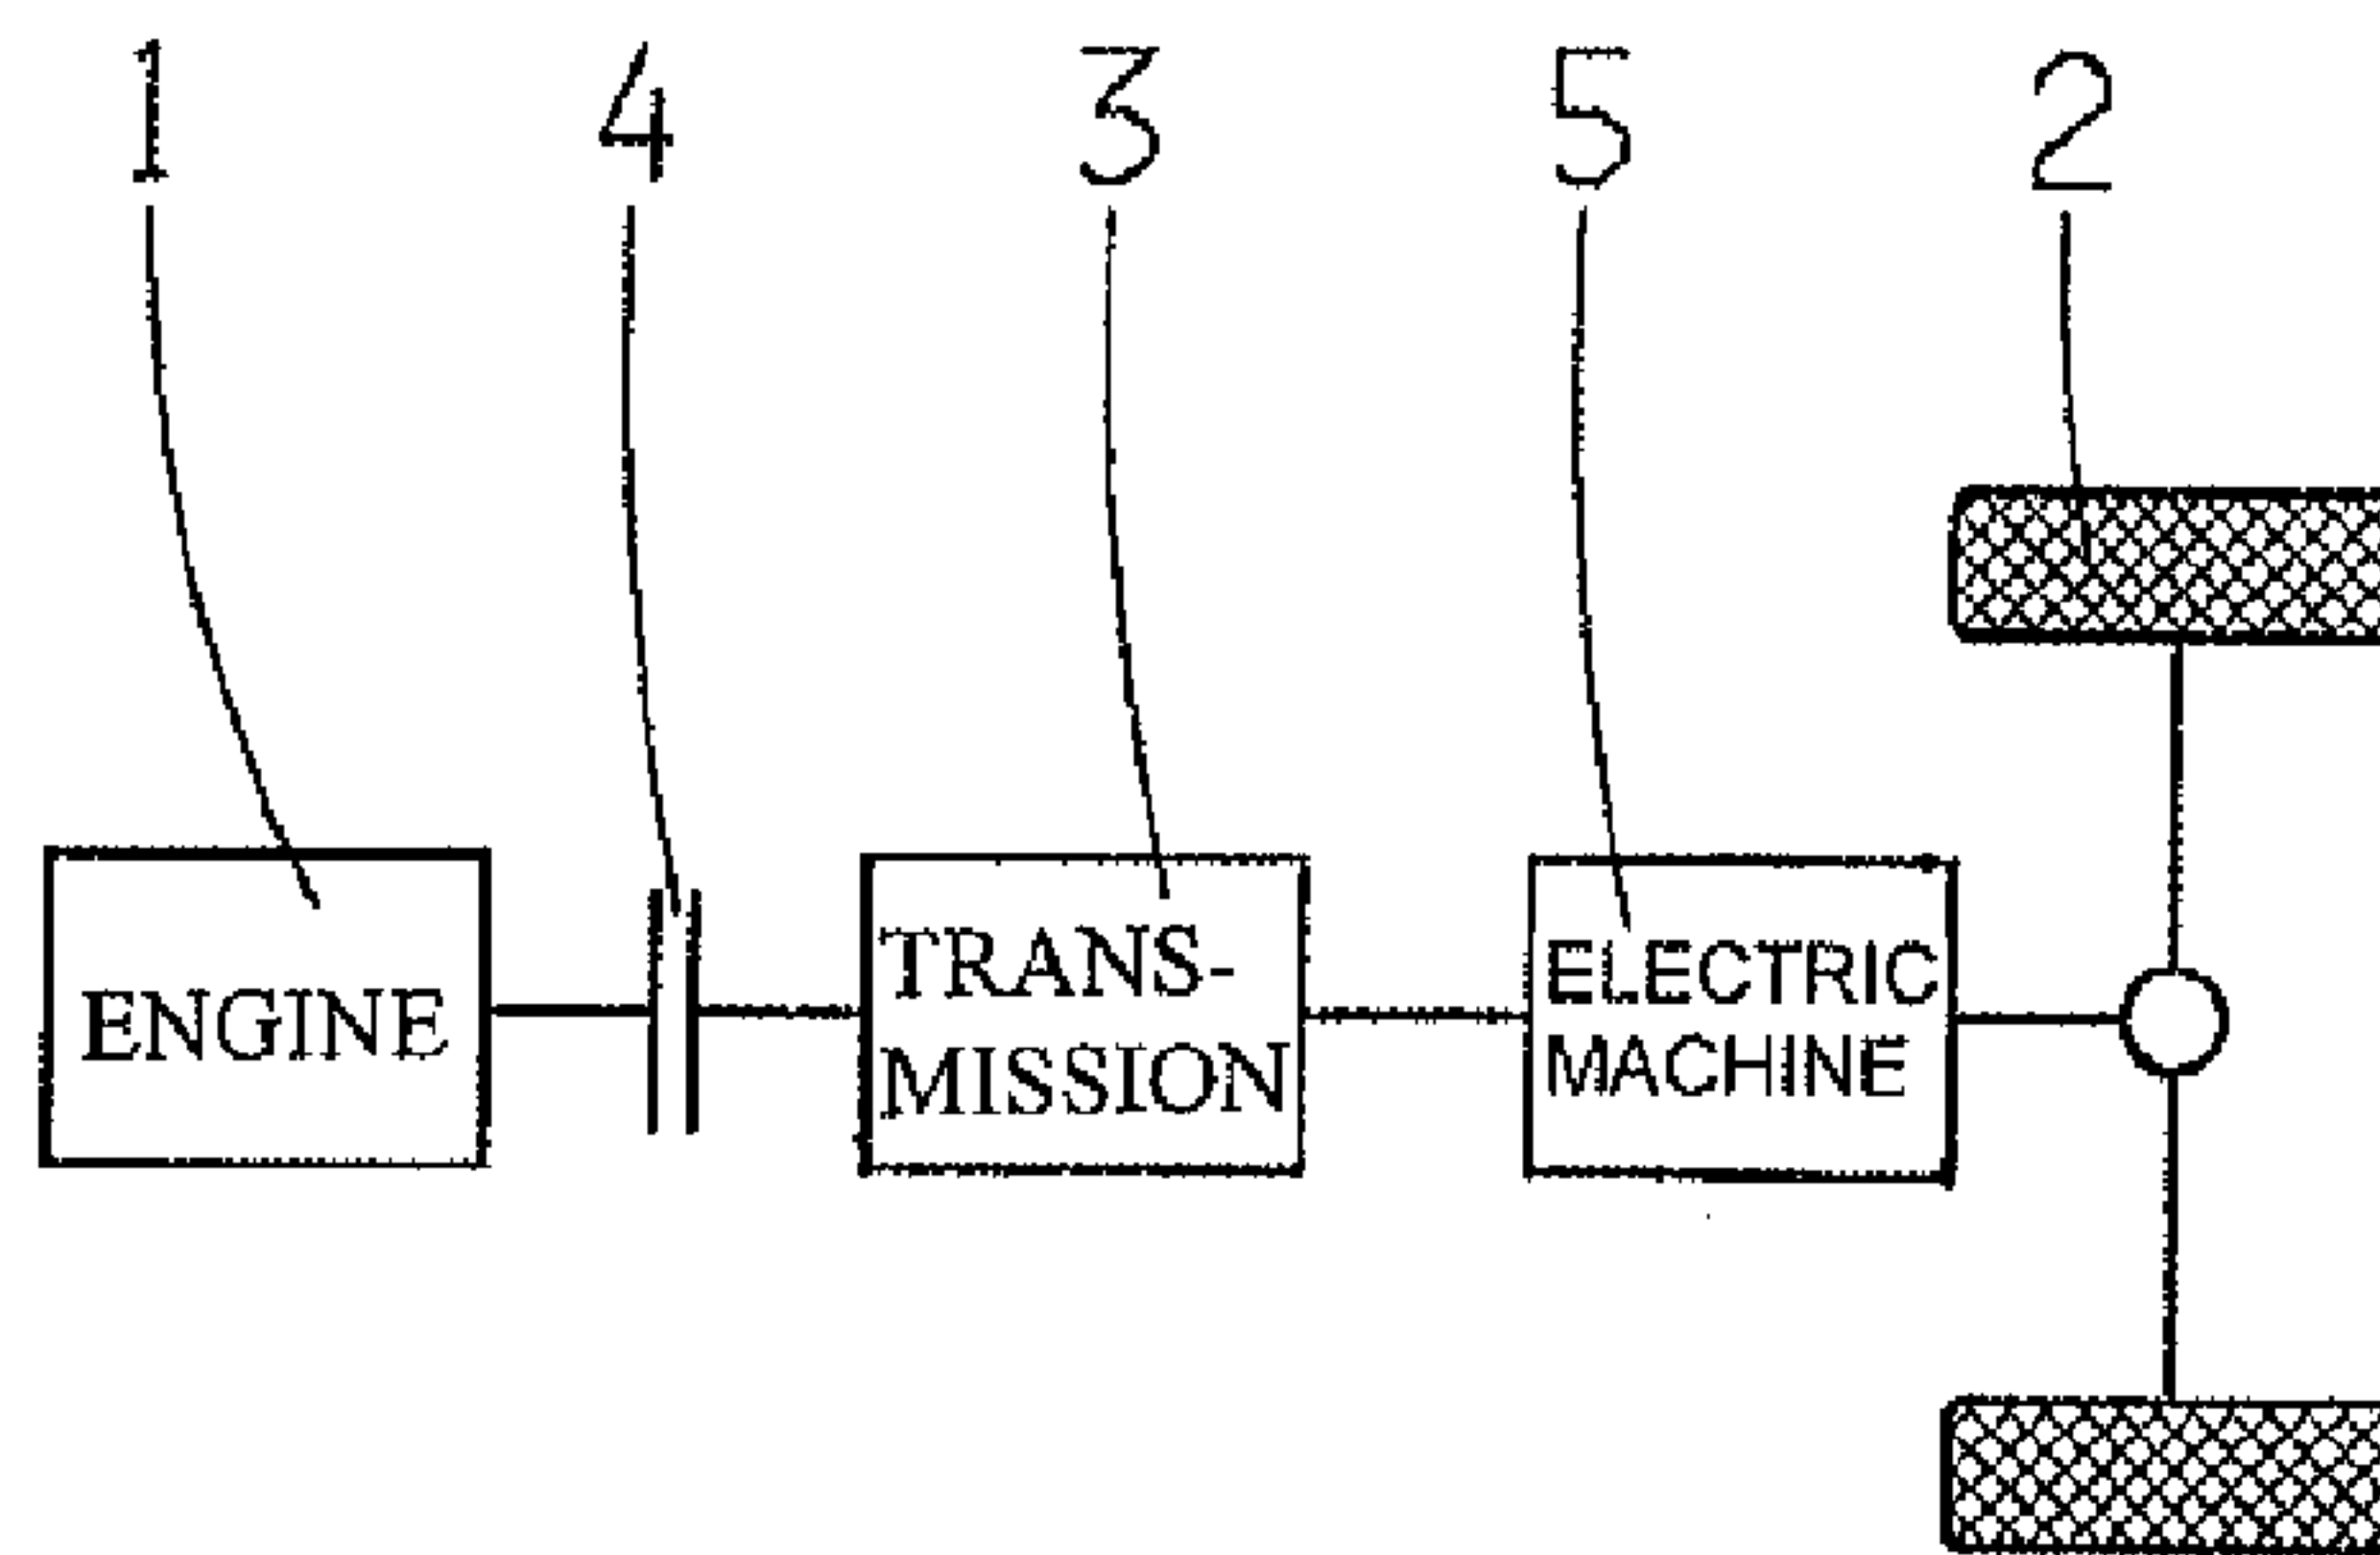 1 4 3 5 2
ENGINE
TRANS-
MISSION
ELECTRIC
MACHINE